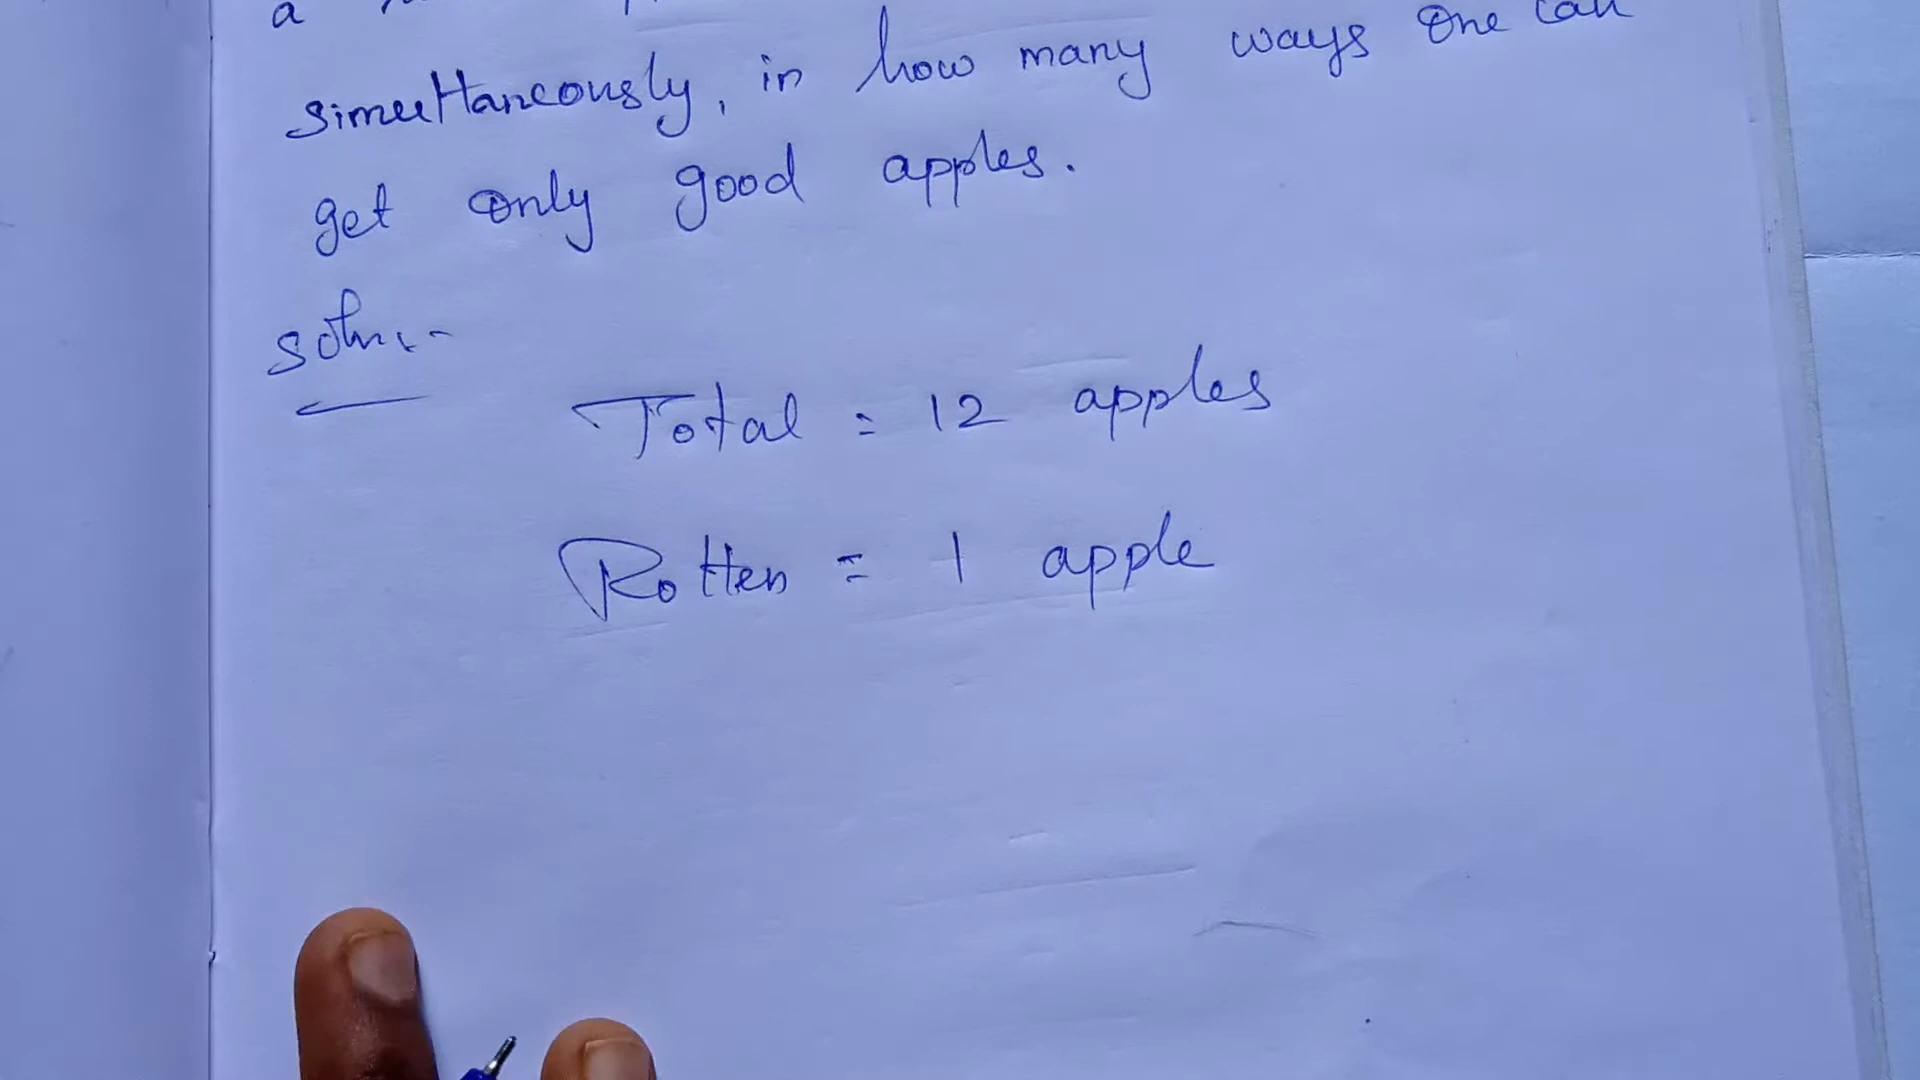 a
simultaneously, in how many ways one can
get only good apples.
soln:-
Total = 12 apples
Rotten = 1 apple